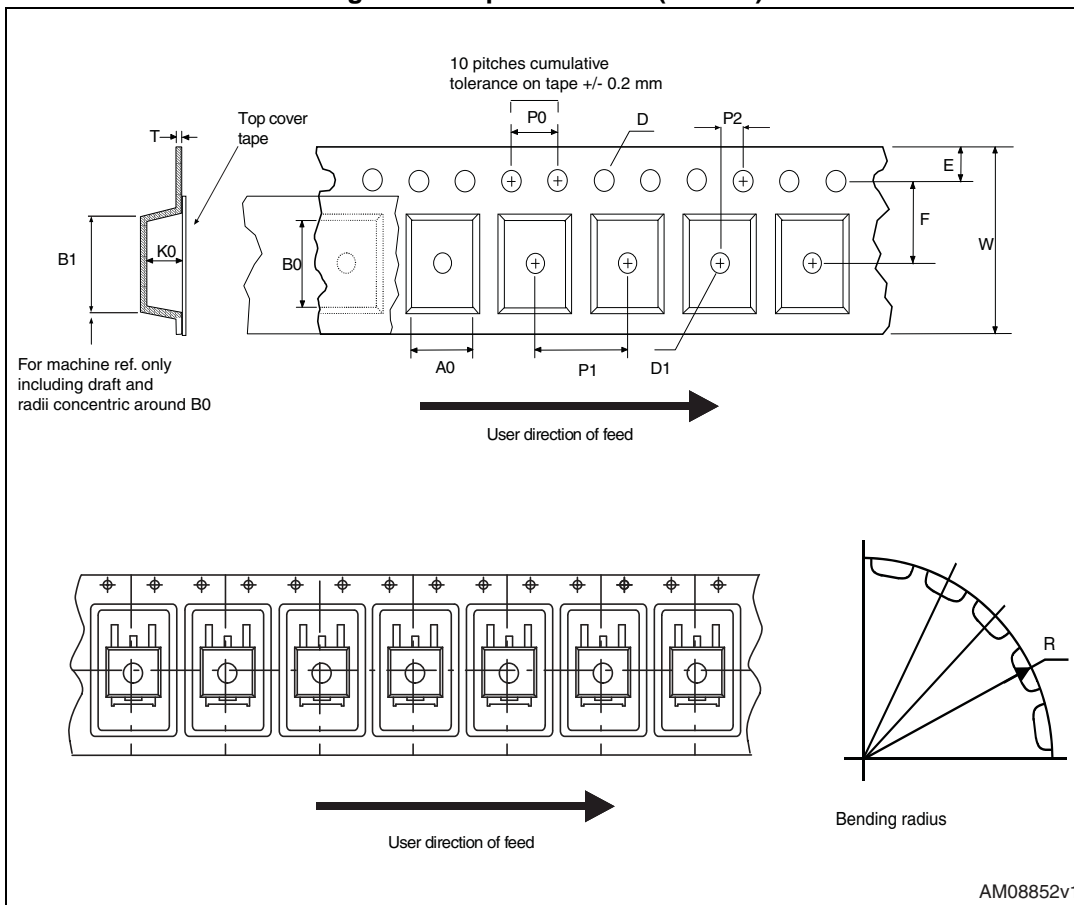 10 pitches cumulative
tolerance on tape +/- 0.2 mm
P0
D
P2
T
Top cover
tape
E
F
W
B1
K0
B0
For machine ref. only
including draft and
radii concentric around B0
A0
P1
D1
User direction of feed
R
Bending radius
User direction of feed
AM08852v1